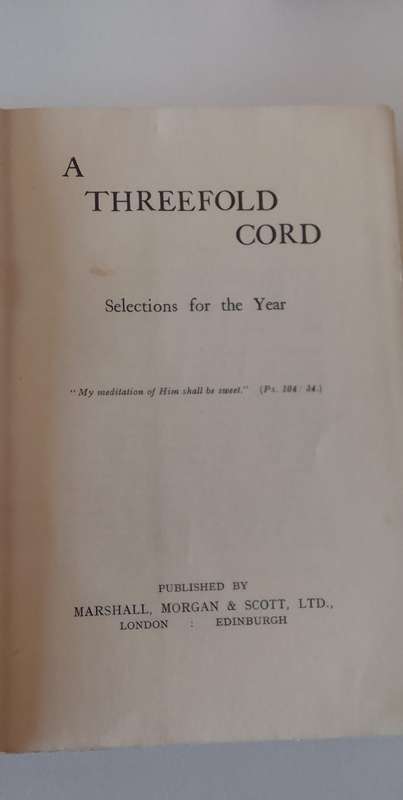 A
THREEFOLD
CORD
Selections for the Year
"My meditation of Him shall be sweet." (Ps. 104 : 34.)
PUBLISHED BY
MARSHALL, MORGAN & SCOTT, LTD.,
LONDON : EDINBURGH